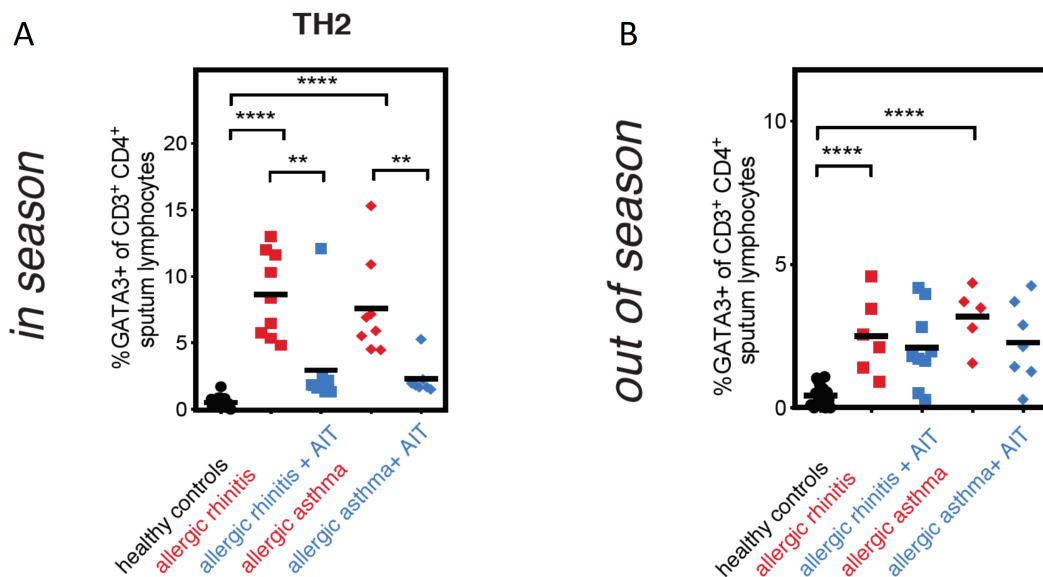 A
TH2
in season
%GATA3+ of CD3+ CD4+
sputum lymphocytes
20
15
10
5
0
****
****
**
**
healthy controls
allergic rhinitis
allergic rhinitis + AIT
allergic asthma
allergic asthma+ AIT
B
out of season
%GATA3+ of CD3+ CD4+
sputum lymphocytes
10
5
0
****
****
healthy controls
allergic rhinitis
allergic rhinitis + AIT
allergic asthma
allergic asthma+ AIT